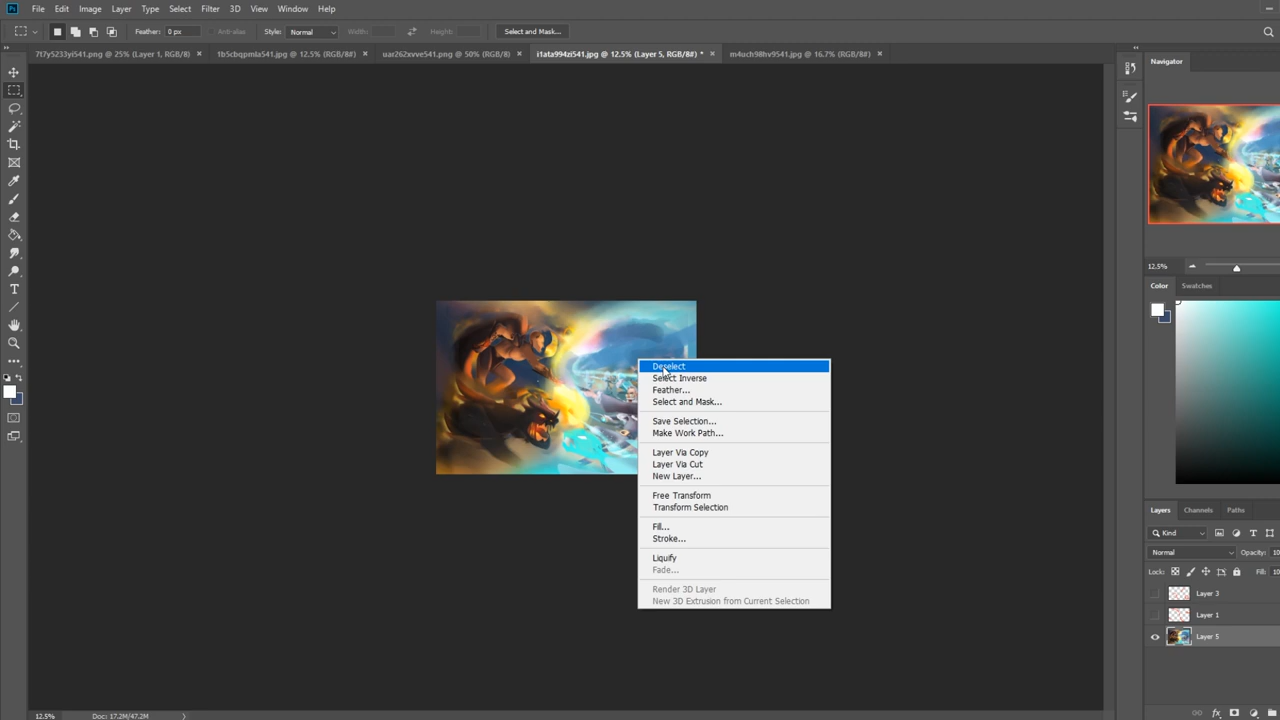 Ps File Edit Image Layer Type Select Filter 3D View Window Help
Feather: 0 px Anti-alias Style: Normal Width: Height: Select and Mask...
7t7y5233yi541.png @ 25% (Layer 1, RGB/8) × 1b5cbqpmla541.jpg @ 12.5% (RGB/8#) × uar262xvve541.png @ 50% (RGB/8) × i1ata994zi541.jpg @ 12.5% (Layer 5, RGB/8#) * × m4uch98hv9541.jpg @ 16.7% (RGB/8#) ×
Navigator
12.5%
Color Swatches
Deselect
Select Inverse
Feather...
Select and Mask...
Save Selection...
Make Work Path...
Layer Via Copy
Layer Via Cut
New Layer...
Free Transform
Transform Selection
Fill...
Stroke...
Liquify
Fade...
Render 3D Layer
New 3D Extrusion from Current Selection
Layers Channels Paths
Kind
Normal Opacity: 10
Lock: Fill: 10
Layer 3
Layer 1
Layer 5
12.5% Doc: 17.2M/47.2M